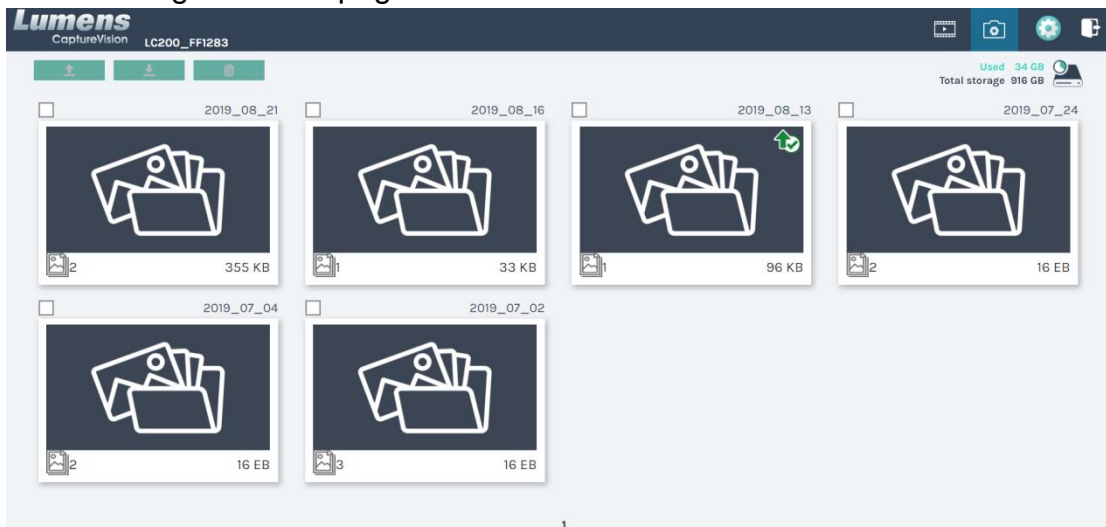 Lumens
CaptureVision LC200_FF1283
Used 34 GB
Total storage 916 GB
2019_08_21 2019_08_16 2019_08_13 2019_07_24
2 355 KB 1 33 KB 1 96 KB 2 16 EB
2019_07_04 2019_07_02
2 16 EB 3 16 EB
1